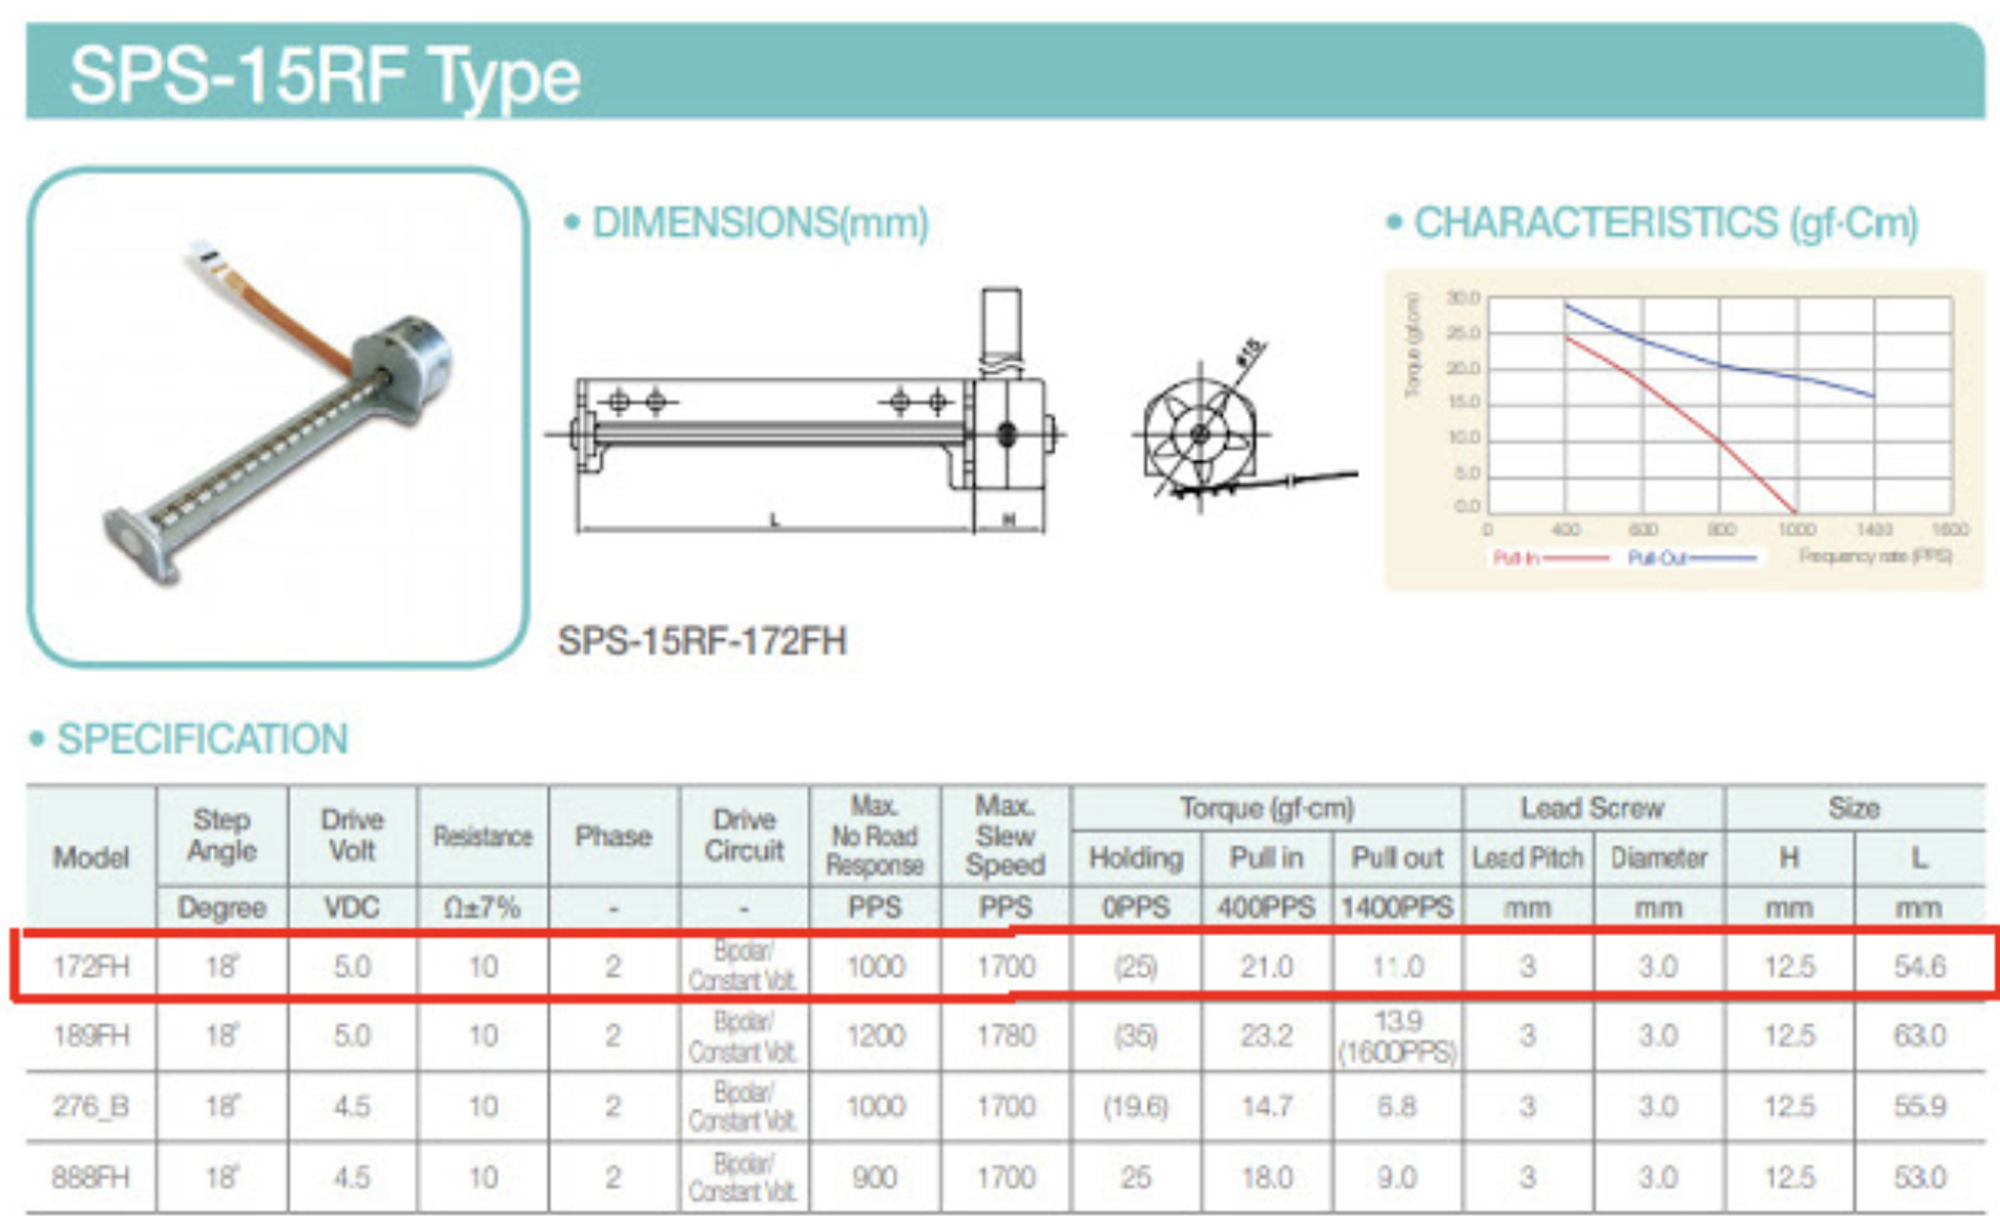 SPS-15RF Type
• DIMENSIONS(mm)
• CHARACTERISTICS (gf·Cm)
Torque (gf.cm)
30.0
25.0
20.0
15.0
10.0
5.0
0.0
0 400 600 800 1000 1400 1600
Pull-In Pull-Out Frequency rate (PPS)
ø15
L H
SPS-15RF-172FH
• SPECIFICATION
Model Step Angle Drive Volt Resistance Phase Drive Circuit Max. No Road Response Max. Slew Speed Torque (gf-cm) Lead Screw Size
Holding Pull in Pull out Lead Pitch Diameter H L
Degree VDC Ω±7% - - PPS PPS 0PPS 400PPS 1400PPS mm mm mm mm
172FH 18° 5.0 10 2 Bipolar/ Constant Volt. 1000 1700 (25) 21.0 11.0 3 3.0 12.5 54.6
189FH 18° 5.0 10 2 Bipolar/ Constant Volt. 1200 1780 (35) 23.2 13.9 (1600PPS) 3 3.0 12.5 63.0
276_B 18° 4.5 10 2 Bipolar/ Constant Volt. 1000 1700 (19.6) 14.7 6.8 3 3.0 12.5 55.9
888FH 18° 4.5 10 2 Bipolar/ Constant Volt. 900 1700 25 18.0 9.0 3 3.0 12.5 53.0